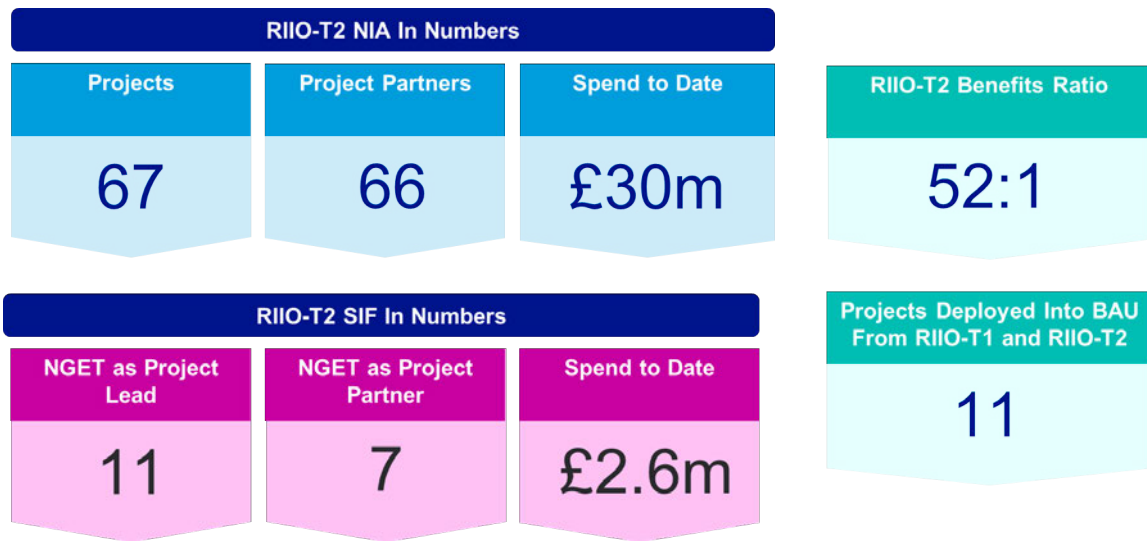 RIIO-T2 NIA In Numbers
Projects
67
Project Partners
66
Spend to Date
£30m
RIIO-T2 Benefits Ratio
52:1
RIIO-T2 SIF In Numbers
NGET as Project
Lead
11
NGET as Project
Partner
7
Spend to Date
£2.6m
Projects Deployed Into BAU
From RIIO-T1 and RIIO-T2
11